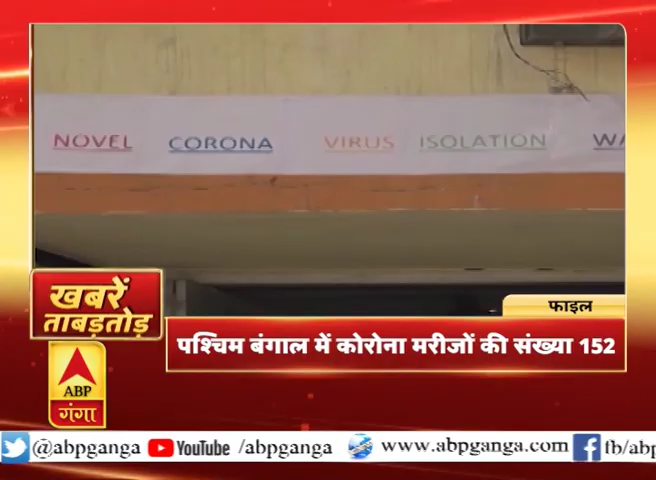 NOVEL CORONA VIRUS ISOLATION
खबरें
ताबड़तोड़
फाइल
पश्चिम बंगाल में कोरोना मरीजों की संख्या 152
ABP
गंगा
@abpganga YouTube /abpganga www.abpganga.com fb/abp